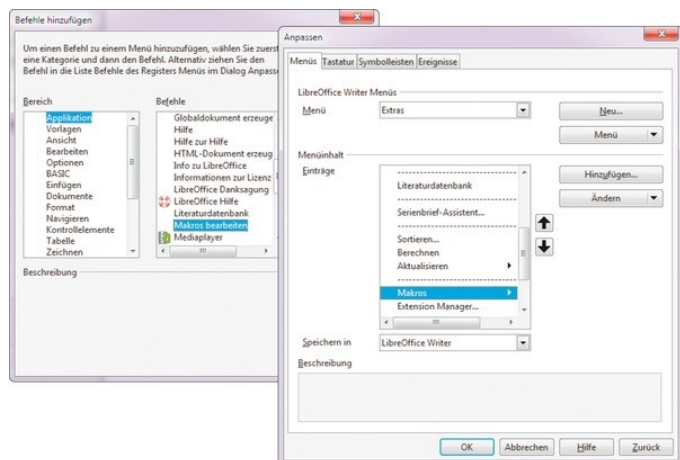 Befehle hinzufügen
Um einen Befehl zu einem Menü hinzuzufügen, wählen Sie zuerst
eine Kategorie und dann den Befehl. Alternativ ziehen Sie den
Befehl in die Liste Befehle des Registers Menüs im Dialog Anpass
Bereich
Applikation
Vorlagen
Ansicht
Bearbeiten
Optionen
BASIC
Einfügen
Dokumente
Format
Navigieren
Kontrollelemente
Tabelle
Zeichnen
Befehle
Globaldokument erzeuge
Hilfe
Hilfe zur Hilfe
HTML-Dokument erzeug
Info zu LibreOffice
Informationen zur Lizenz
LibreOffice Danksagung
LibreOffice Hilfe
Literaturdatenbank
Makros bearbeiten
Mediaplayer
Beschreibung
Anpassen
Menüs Tastatur Symbolleisten Ereignisse
LibreOffice Writer Menüs
Menü Extras Neu...
Menü
Menüinhalt
Einträge
Literaturdatenbank
Serienbrief-Assistent...
Sortieren...
Berechnen
Aktualisieren
Makros
Extension Manager...
Hinzufügen...
Ändern
Speichern in LibreOffice Writer
Beschreibung
OK Abbrechen Hilfe Zurück